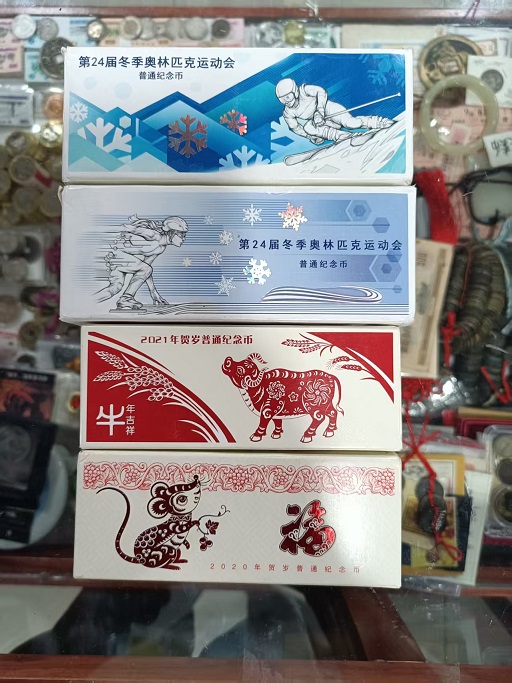 第24届冬季奥林匹克运动会
普通纪念币
第24届冬季奥林匹克运动会
普通纪念币
2021年贺岁普通纪念币
牛年吉祥
福
2020年贺岁普通纪念币